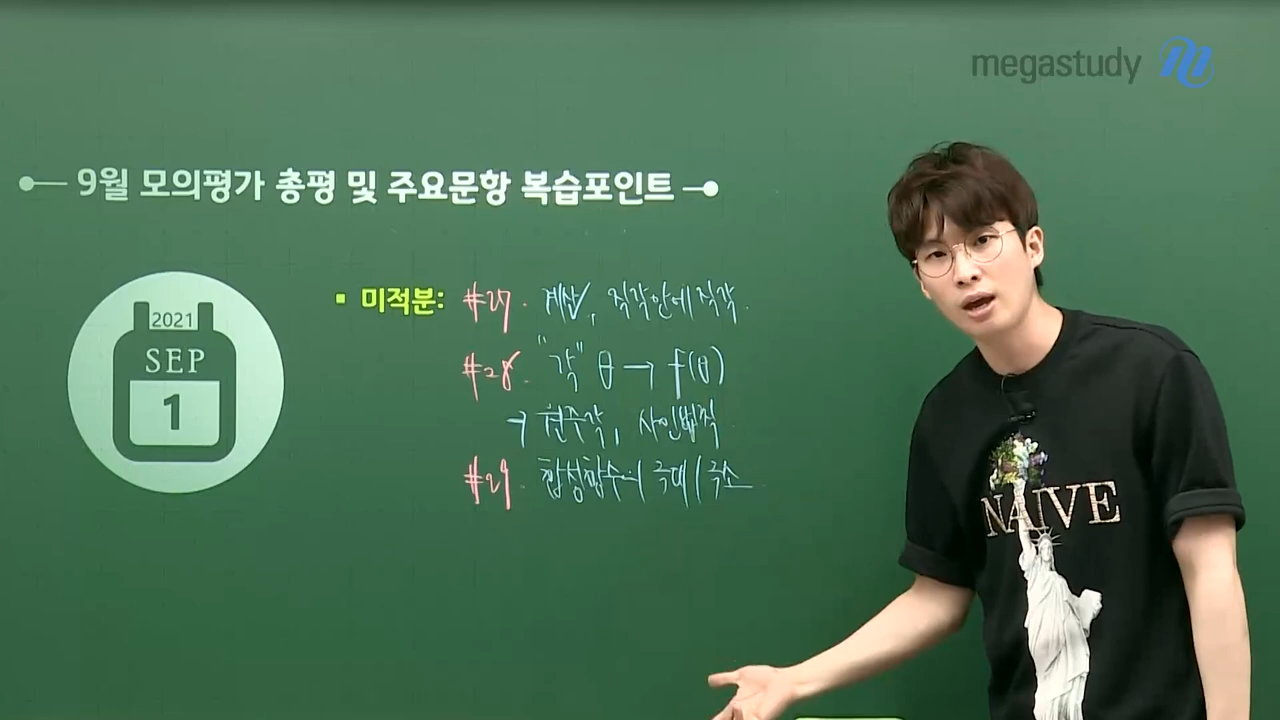 megastudy
9월 모의평가 총평 및 주요문항 복습포인트
2021
SEP
1
▪ 미적분: #27. 계산, 직각안에 직각.
#28. "각" θ → f(θ)
→ 원주각, 사인법칙
#29. 합성함수의 극대/극소.
NAIVE